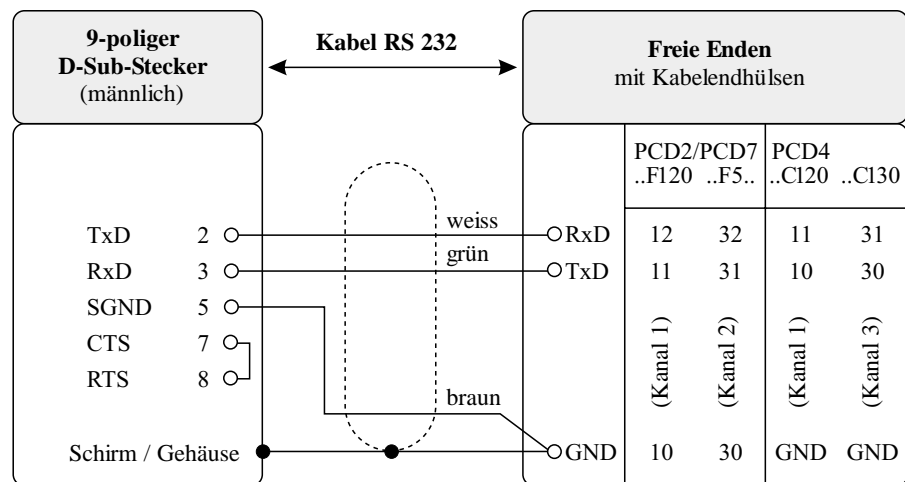 9-poliger
D-Sub-Stecker
(männlich)
Kabel RS 232
Freie Enden
mit Kabelendhülsen
PCD2/PCD7 PCD4
..F120 ..F5.. ..C120 ..C130
weiss
TxD 2 RxD 12 32 11 31
grün
RxD 3 TxD 11 31 10 30
SGND 5
CTS 7
RTS 8
(Kanal 1) (Kanal 2) (Kanal 1) (Kanal 3)
braun
Schirm / Gehäuse GND 10 30 GND GND